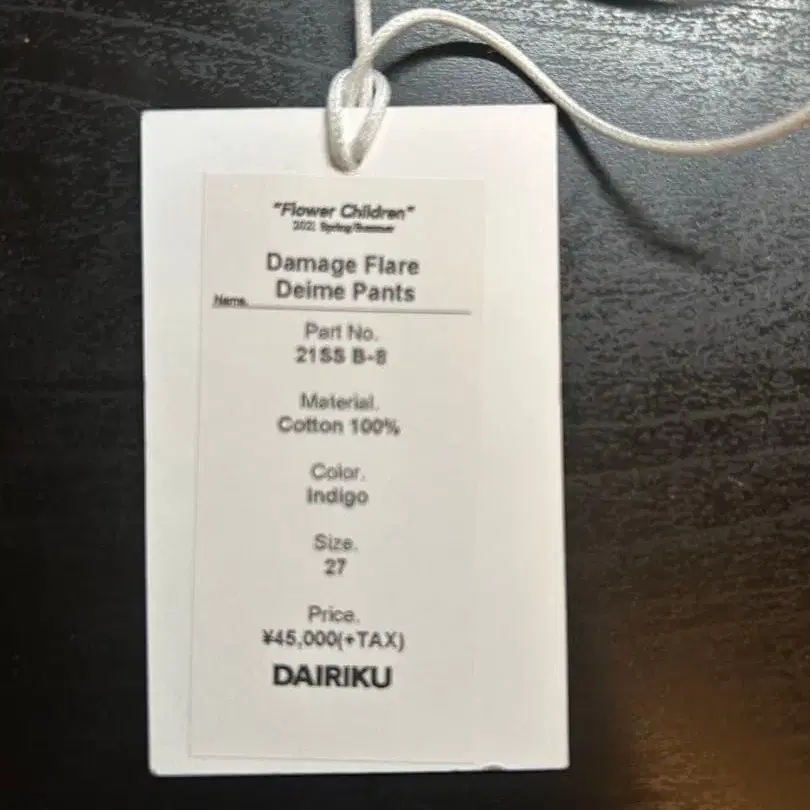 "Flower Children"
2021 Spring/Summer
Damage Flare
Deime Pants
Name.
Part No.
21SS B-8
Material.
Cotton 100%
Color.
Indigo
Size.
27
Price.
¥45,000(+TAX)
DAIRIKU